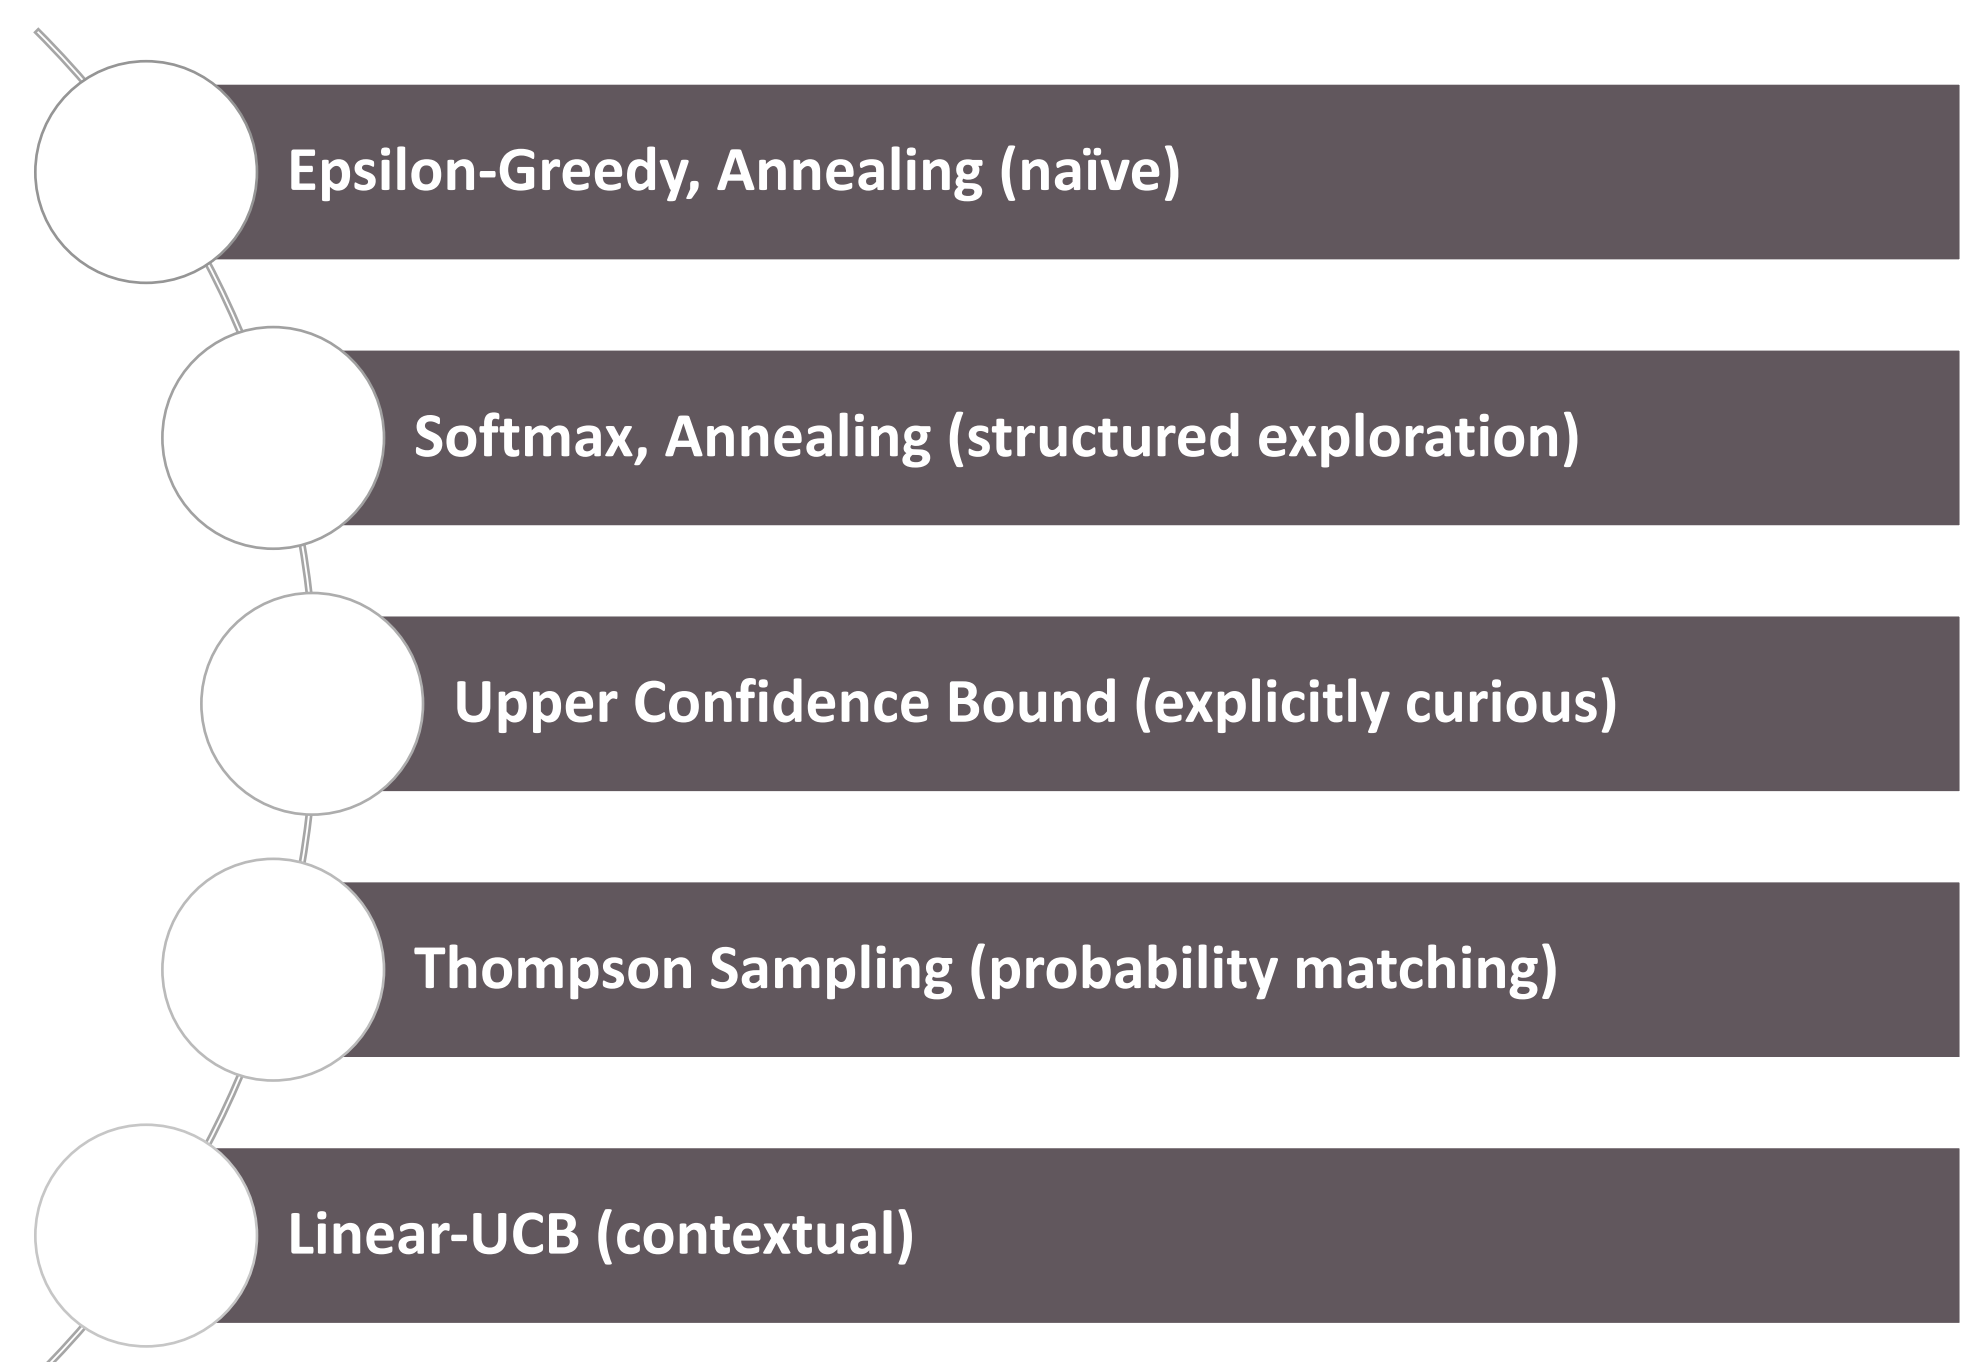 Epsilon-Greedy, Annealing (naïve)
Softmax, Annealing (structured exploration)
Upper Confidence Bound (explicitly curious)
Thompson Sampling (probability matching)
Linear-UCB (contextual)